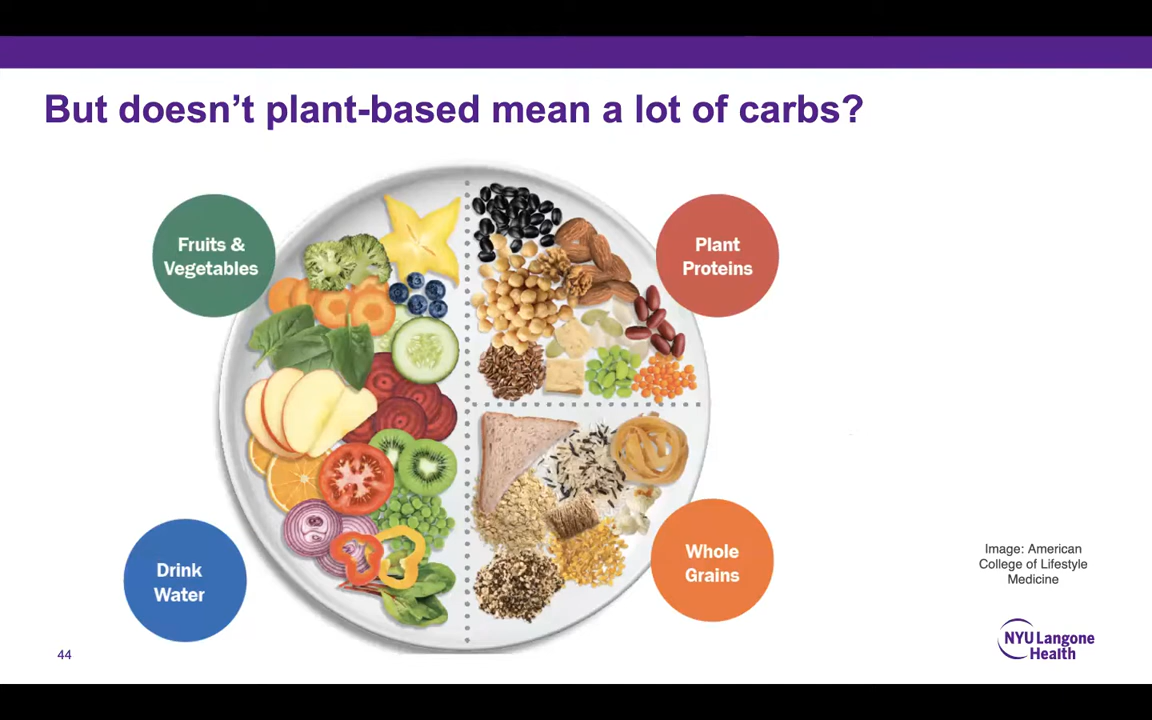 But doesn’t plant-based mean a lot of carbs?
Fruits &
Vegetables
Plant
Proteins
Drink
Water
Whole
Grains
Image: American
College of Lifestyle
Medicine
44
NYU Langone
Health